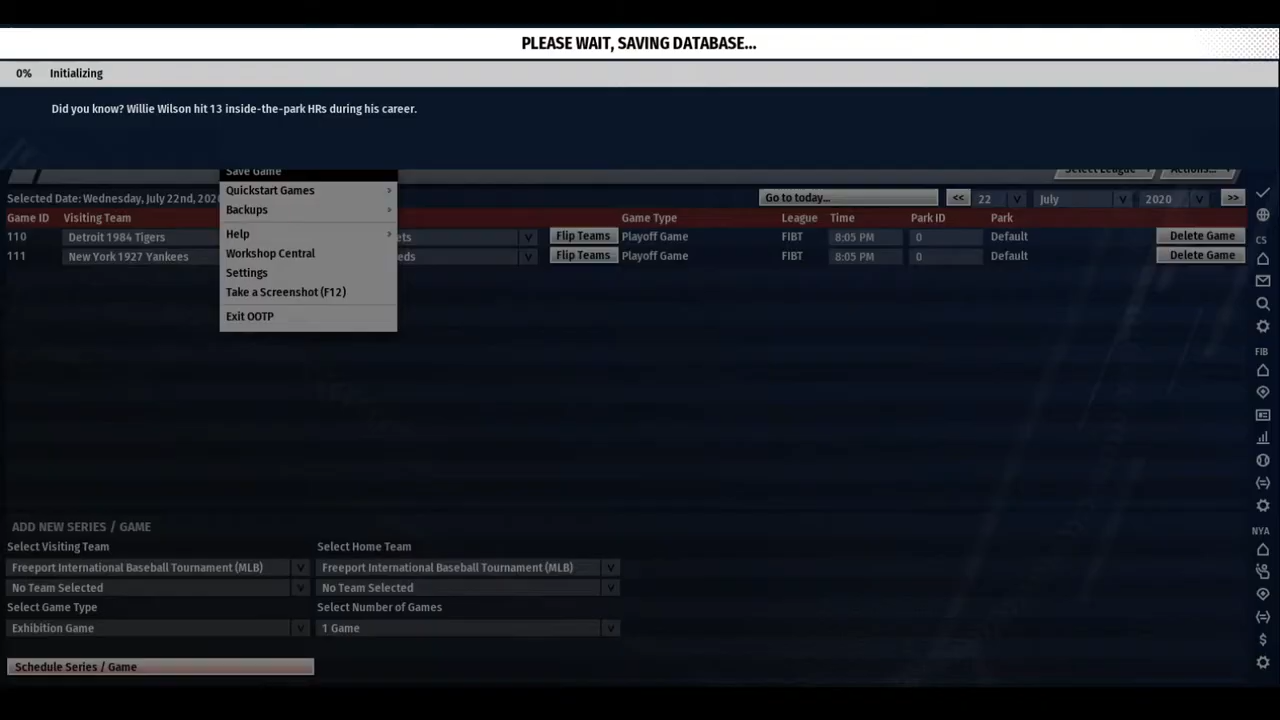 PLEASE WAIT, SAVING DATABASE...
0% Initializing
Did you know? Willie Wilson hit 13 inside-the-park HRs during his career.
Save Game
Select League
Actions...
Quickstart Games
Backups
Help
Workshop Central
Settings
Take a Screenshot (F12)
Exit OOTP
Selected Date: Wednesday, July 22nd, 2020
Go to today... << 22 July 2020 >>
Game ID Visiting Team Game Type League Time Park ID Park
110 Detroit 1984 Tigers ets Flip Teams Playoff Game FIBT 8:05 PM 0 Default Delete Game
111 New York 1927 Yankees eds Flip Teams Playoff Game FIBT 8:05 PM 0 Default Delete Game
CS
FIB
NYA
ADD NEW SERIES / GAME
Select Visiting Team Select Home Team
Freeport International Baseball Tournament (MLB) Freeport International Baseball Tournament (MLB)
No Team Selected No Team Selected
Select Game Type Select Number of Games
Exhibition Game 1 Game
Schedule Series / Game